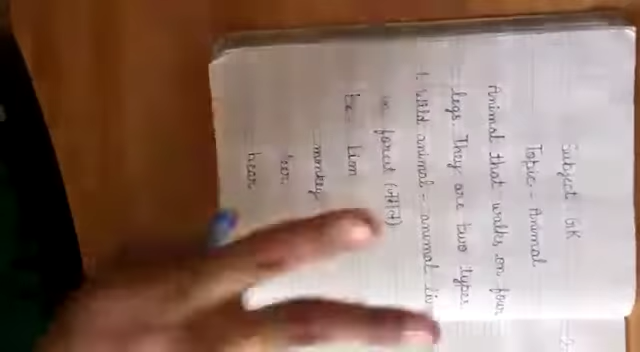 Subject GK
Topic - Animal
Animal that walks on four
legs. They are two types
1. Wild animal - animal liv
in forest
Lion
monkey
bear